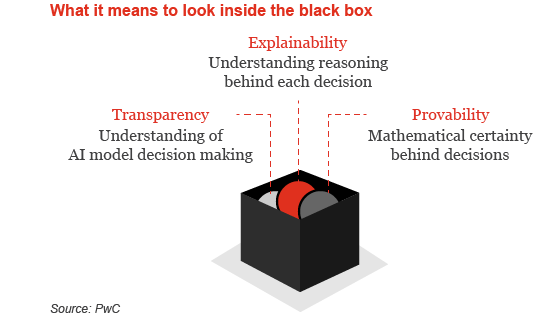 What it means to look inside the black box
Explainability
Understanding reasoning
behind each decision
Transparency
Understanding of
AI model decision making
Provability
Mathematical certainty
behind decisions
Source: PwC